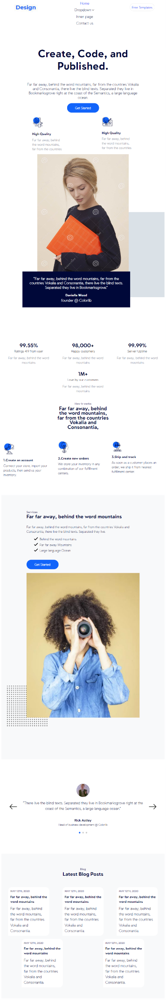 Design
Home
Dropdown
Inner page
Contact us
Free Templates
Create, Code, and
Published.
Far far away, behind the word mountains, far from the countries Vokalia
and Consonantia, there live the blind texts. Separated they live in
Bookmarksgrove right at the coast of the Semantics, a large language
ocean.
Get Started
High Quality
Far far away, behind
the word mountains,
far from the countries
High Quality
Far far away, behind
the word mountains,
far from the countries
"Far far away, behind the word mountains, far from the
countries Vokalia and Consonantia, there live the blind texts.
Separated they live in Bookmarksgrove."
Daniella Wood
founder @ Colorlib
99.55%
Ratings 4.9 from user
Far far away, behind the word
mountains
98,000+
Happy customers
Far far away, behind the word
mountains
99.99%
Server Uptime
Far far away, behind the word
mountains
1M+
Love by our customers
Far far away, behind the word
mountains
How it works
Far far away, behind
the word mountains,
far from the countries
Vokalia and
Consonantia,
1.Create an account
Connect your store, import your
products, then send us your
inventory.
2.Create new orders
We store your inventory in any
combination of our fulfillment
centers.
3.Ship and track
As soon as a customer places an
order, we ship it from nearest
fulfillment center.
Services
Far far away, behind the word mountains
Far far away, behind the word mountains, far from the countries Vokalia and
Consonantia, there live the blind texts. Separated they live.
Behind the word mountains
Far far away Mountains
Large language Ocean
Get Started
"There live the blind texts. Separated they live in Bookmarksgrove right at the
coast of the Semantics, a large language ocean."
Rick Astley
Head of business development @ Colorlib
Blog
Latest Blog Posts
MAY 12TH, 2020
Far far away, behind the
word mountains
Far far away, behind
the word mountains,
far from the countries
Vokalia and
Consonantia.
MAY 12TH, 2020
Far far away, behind the
word mountains
Far far away, behind
the word mountains,
far from the countries
Vokalia and
Consonantia.
MAY 12TH, 2020
Far far away, behind the
word mountains
Far far away, behind
the word mountains,
far from the countries
Vokalia and
Consonantia.
MAY 12TH, 2020
Far far away, behind the
word mountains
Far far away, behind
the word mountains,
far from the countries
Vokalia and
Consonantia.
MAY 12TH, 2020
Far far away, behind the
word mountains
Far far away, behind
the word mountains,
far from the countries
Vokalia and
Consonantia.